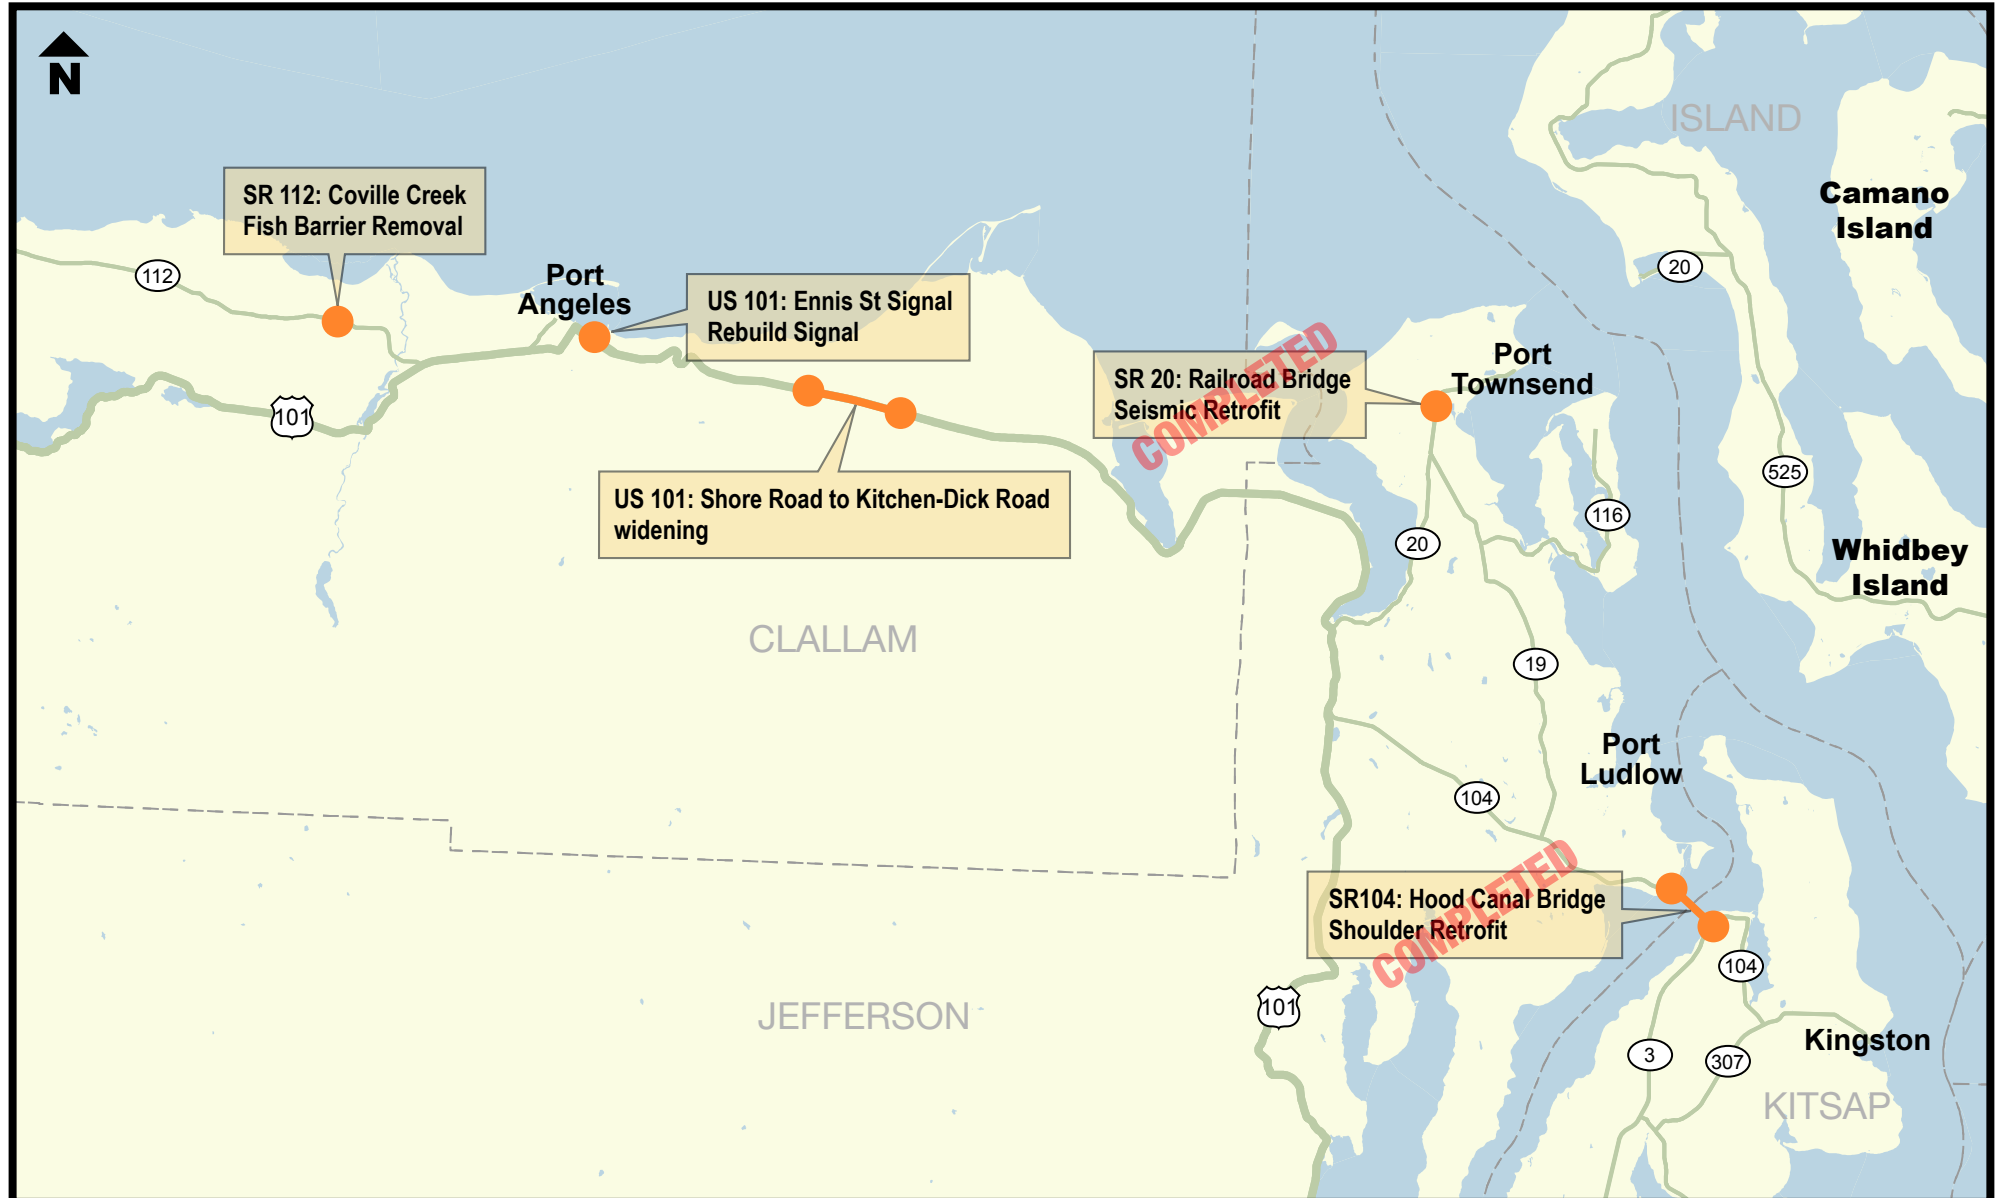 N
ISLAND
SR 112: Coville Creek
Fish Barrier Removal
Camano
Island
112
Port
Angeles
20
US 101: Ennis St Signal
Rebuild Signal
COMPLETED
SR 20: Railroad Bridge
Seismic Retrofit
Port
Townsend
101
525
US 101: Shore Road to Kitchen-Dick Road
widening
116
20
Whidbey
Island
CLALLAM
19
Port
Ludlow
104
COMPLETED
SR104: Hood Canal Bridge
Shoulder Retrofit
104
101
JEFFERSON
Kingston
3
307
KITSAP